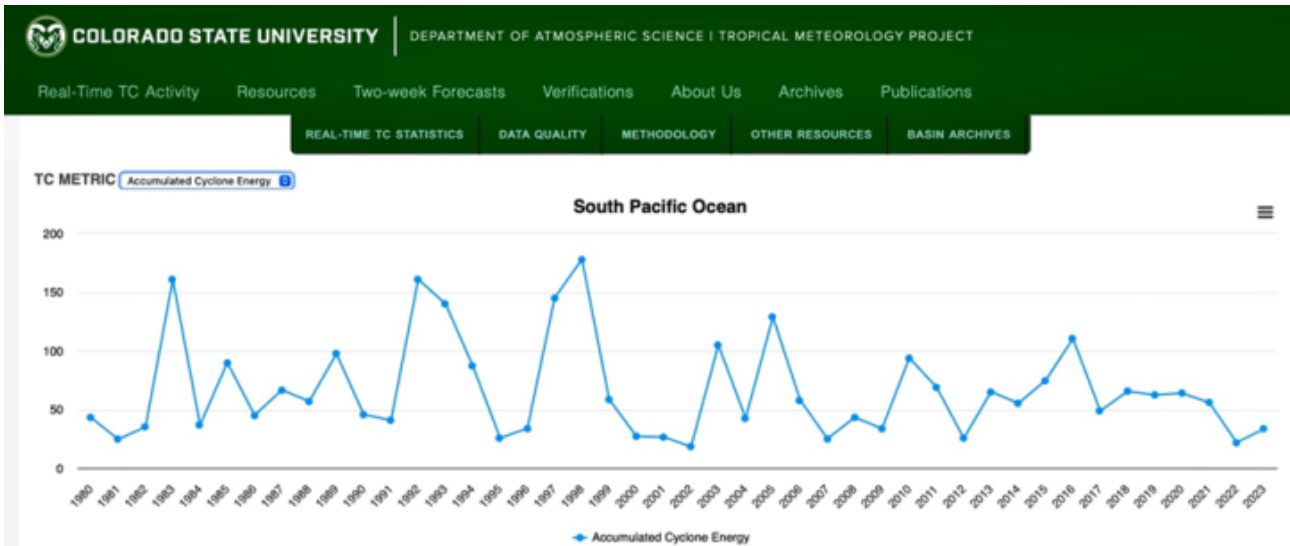 COLORADO STATE UNIVERSITY
DEPARTMENT OF ATMOSPHERIC SCIENCE | TROPICAL METEOROLOGY PROJECT
Real-Time TC Activity Resources Two-week Forecasts Verifications About Us Archives Publications
REAL-TIME TC STATISTICS DATA QUALITY METHODOLOGY OTHER RESOURCES BASIN ARCHIVES
TC METRIC Accumulated Cyclone Energy
South Pacific Ocean
200
150
100
50
0
1980 1981 1982 1983 1984 1985 1986 1987 1988 1989 1990 1991 1992 1993 1994 1995 1996 1997 1998 1999 2000 2001 2002 2003 2004 2005 2006 2007 2008 2009 2010 2011 2012 2013 2014 2015 2016 2017 2018 2019 2020 2021 2022 2023
Accumulated Cyclone Energy